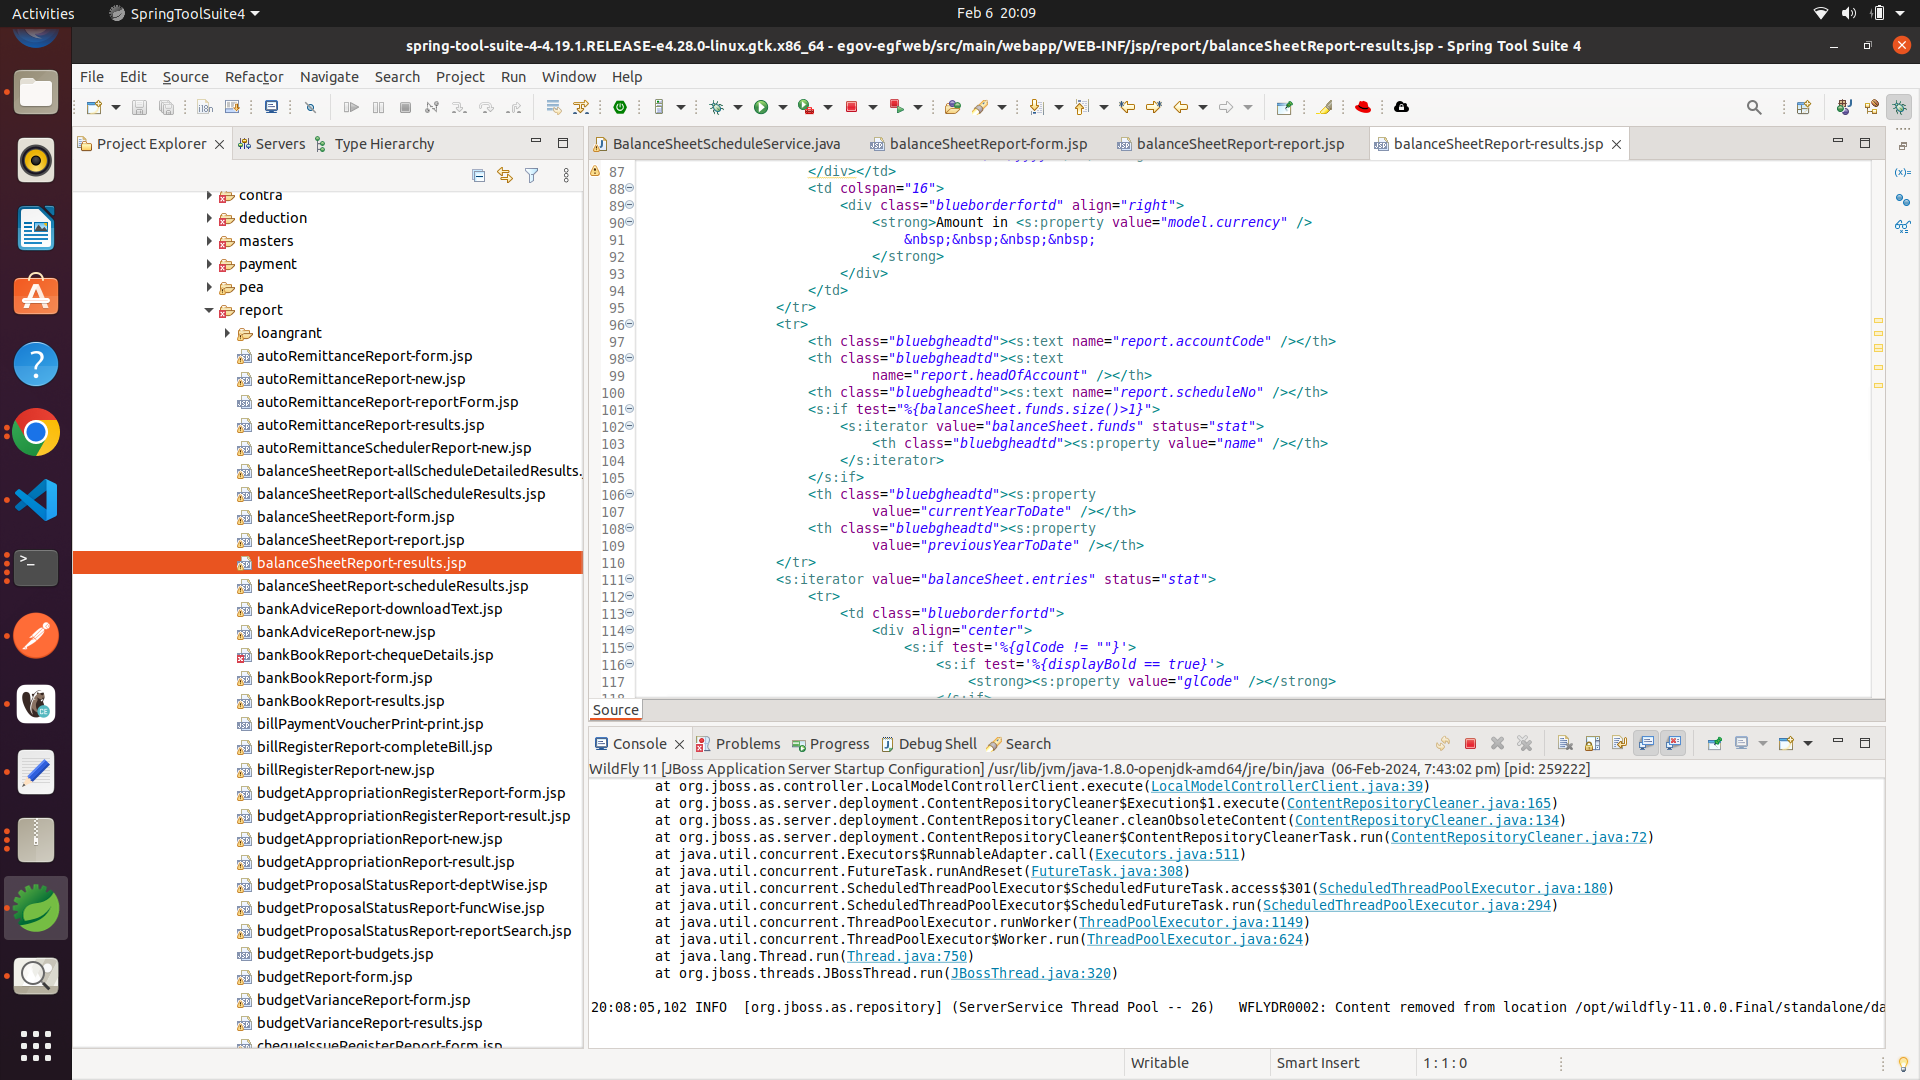 Activities SpringToolSuite4 Feb 6 20:09
spring-tool-suite-4-4.19.1.RELEASE-e4.28.0-linux.gtk.x86_64 - egov-egfweb/src/main/webapp/WEB-INF/jsp/report/balanceSheetReport-results.jsp - Spring Tool Suite 4
File Edit Source Refactor Navigate Search Project Run Window Help
Project Explorer Servers Type Hierarchy
contra
deduction
masters
payment
pea
report
loangrant
autoRemittanceReport-form.jsp
autoRemittanceReport-new.jsp
autoRemittanceReport-reportForm.jsp
autoRemittanceReport-results.jsp
autoRemittanceSchedulerReport-new.jsp
balanceSheetReport-allScheduleDetailedResults.
balanceSheetReport-allScheduleResults.jsp
balanceSheetReport-form.jsp
balanceSheetReport-report.jsp
balanceSheetReport-results.jsp
balanceSheetReport-scheduleResults.jsp
bankAdviceReport-downloadText.jsp
bankAdviceReport-new.jsp
bankBookReport-chequeDetails.jsp
bankBookReport-form.jsp
bankBookReport-results.jsp
billPaymentVoucherPrint-print.jsp
billRegisterReport-completeBill.jsp
billRegisterReport-new.jsp
budgetAppropriationRegisterReport-form.jsp
budgetAppropriationRegisterReport-result.jsp
budgetAppropriationReport-new.jsp
budgetAppropriationReport-result.jsp
budgetProposalStatusReport-deptWise.jsp
budgetProposalStatusReport-funcWise.jsp
budgetProposalStatusReport-reportSearch.jsp
budgetReport-budgets.jsp
budgetReport-form.jsp
budgetVarianceReport-form.jsp
budgetVarianceReport-results.jsp
chequeIssueRegisterReport-form.jsp
BalanceSheetScheduleService.java balanceSheetReport-form.jsp balanceSheetReport-report.jsp balanceSheetReport-results.jsp
87 </div></td>
88 <td colspan="16">
89 <div class="blueborderfortd" align="right">
90 <strong>Amount in <s:property value="model.currency" />
91 &nbsp;&nbsp;&nbsp;&nbsp;
92 </strong>
93 </div>
94 </td>
95 </tr>
96 <tr>
97 <th class="bluebgheadtd"><s:text name="report.accountCode" /></th>
98 <th class="bluebgheadtd"><s:text
99 name="report.headOfAccount" /></th>
100 <th class="bluebgheadtd"><s:text name="report.scheduleNo" /></th>
101 <s:if test="%{balanceSheet.funds.size()>1}">
102 <s:iterator value="balanceSheet.funds" status="stat">
103 <th class="bluebgheadtd"><s:property value="name" /></th>
104 </s:iterator>
105 </s:if>
106 <th class="bluebgheadtd"><s:property
107 value="currentYearToDate" /></th>
108 <th class="bluebgheadtd"><s:property
109 value="previousYearToDate" /></th>
110 </tr>
111 <s:iterator value="balanceSheet.entries" status="stat">
112 <tr>
113 <td class="blueborderfortd">
114 <div align="center">
115 <s:if test='%{glCode != ""}'>
116 <s:if test='%{displayBold == true}'>
117 <strong><s:property value="glCode" /></strong>
118 </s:if>
Source
Console Problems Progress Debug Shell Search
WildFly 11 [JBoss Application Server Startup Configuration] /usr/lib/jvm/java-1.8.0-openjdk-amd64/jre/bin/java (06-Feb-2024, 7:43:02 pm) [pid: 259222]
at org.jboss.as.controller.LocalModelControllerClient.execute(LocalModelControllerClient.java:39)
at org.jboss.as.server.deployment.ContentRepositoryCleaner$Execution$1.execute(ContentRepositoryCleaner.java:165)
at org.jboss.as.server.deployment.ContentRepositoryCleaner.cleanObsoleteContent(ContentRepositoryCleaner.java:134)
at org.jboss.as.server.deployment.ContentRepositoryCleaner$ContentRepositoryCleanerTask.run(ContentRepositoryCleaner.java:72)
at java.util.concurrent.Executors$RunnableAdapter.call(Executors.java:511)
at java.util.concurrent.FutureTask.runAndReset(FutureTask.java:308)
at java.util.concurrent.ScheduledThreadPoolExecutor$ScheduledFutureTask.access$301(ScheduledThreadPoolExecutor.java:180)
at java.util.concurrent.ScheduledThreadPoolExecutor$ScheduledFutureTask.run(ScheduledThreadPoolExecutor.java:294)
at java.util.concurrent.ThreadPoolExecutor.runWorker(ThreadPoolExecutor.java:1149)
at java.util.concurrent.ThreadPoolExecutor$Worker.run(ThreadPoolExecutor.java:624)
at java.lang.Thread.run(Thread.java:750)
at org.jboss.threads.JBossThread.run(JBossThread.java:320)
20:08:05,102 INFO [org.jboss.as.repository] (ServerService Thread Pool -- 26) WFLYDR0002: Content removed from location /opt/wildfly-11.0.0.Final/standalone/da
Writable Smart Insert 1 : 1 : 0